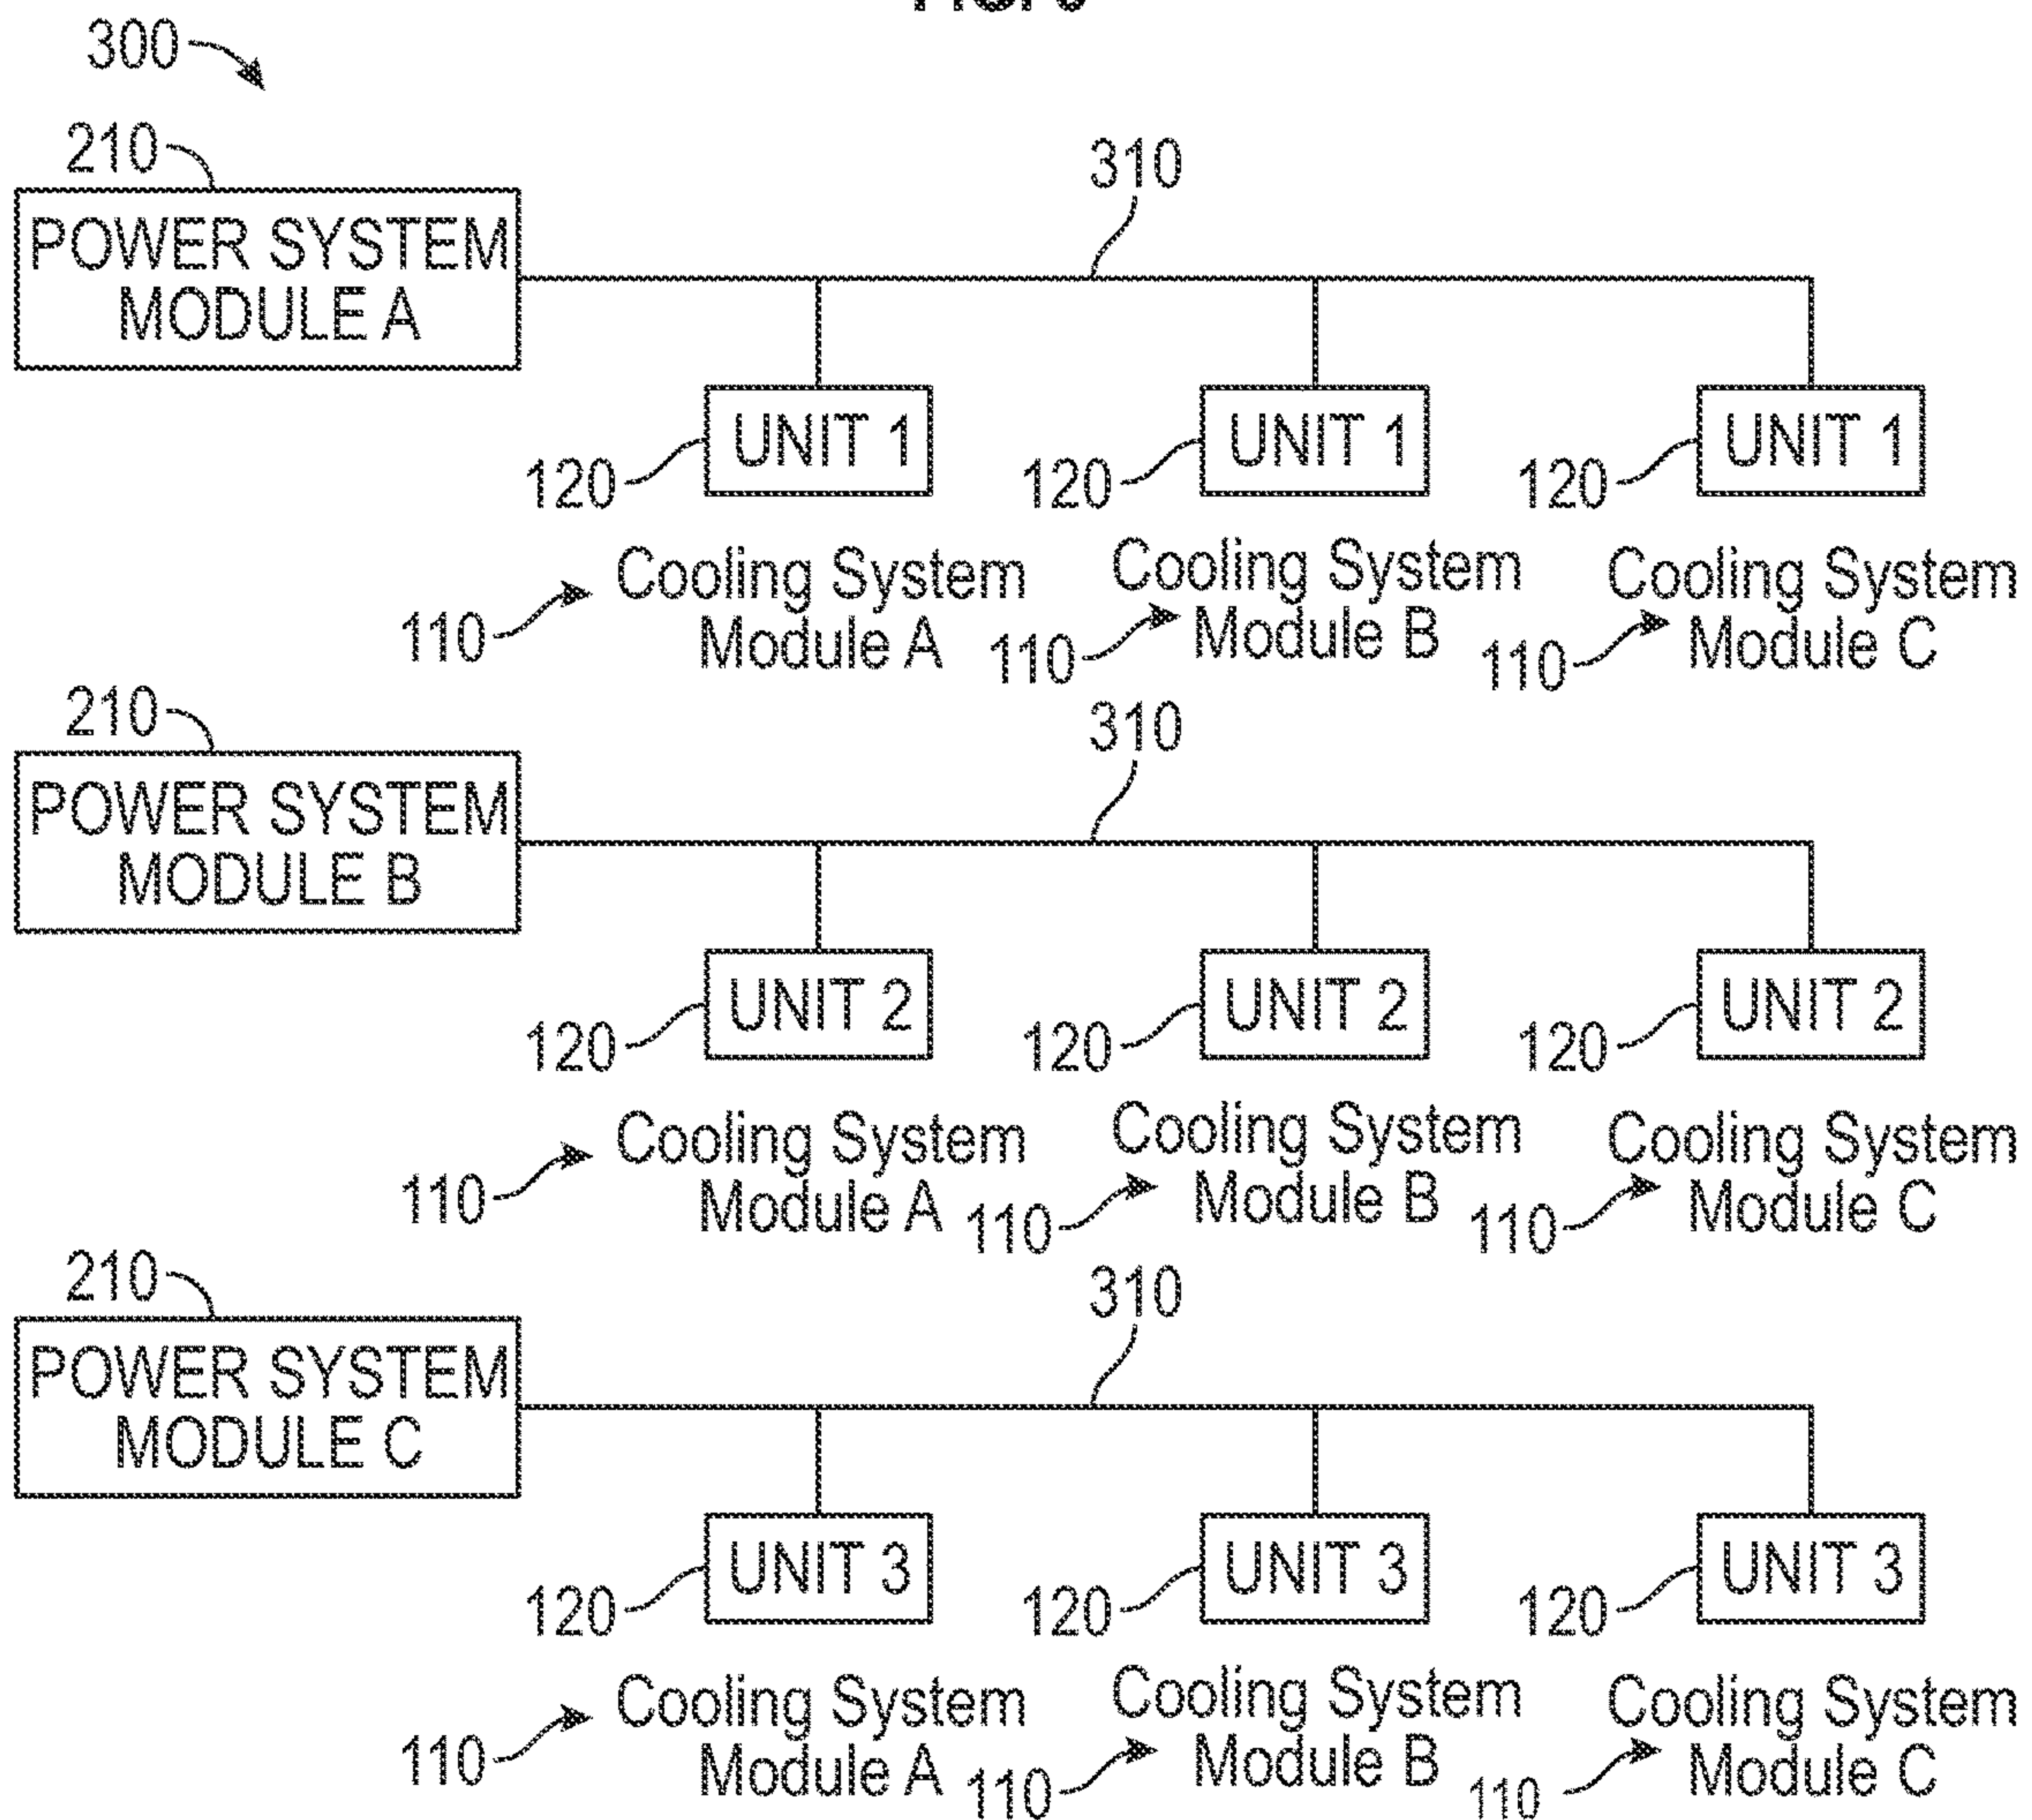 300
210
310
POWER SYSTEM
MODULE A
UNIT 1
UNIT 1
UNIT 1
120
120
120
Cooling System
Module A
Cooling System
Module B
Cooling System
Module C
110
110
110
210
310
POWER SYSTEM
MODULE B
UNIT 2
UNIT 2
UNIT 2
120
120
120
Cooling System
Module A
Cooling System
Module B
Cooling System
Module C
110
110
110
210
310
POWER SYSTEM
MODULE C
UNIT 3
UNIT 3
UNIT 3
120
120
120
Cooling System
Module A
Cooling System
Module B
Cooling System
Module C
110
110
110